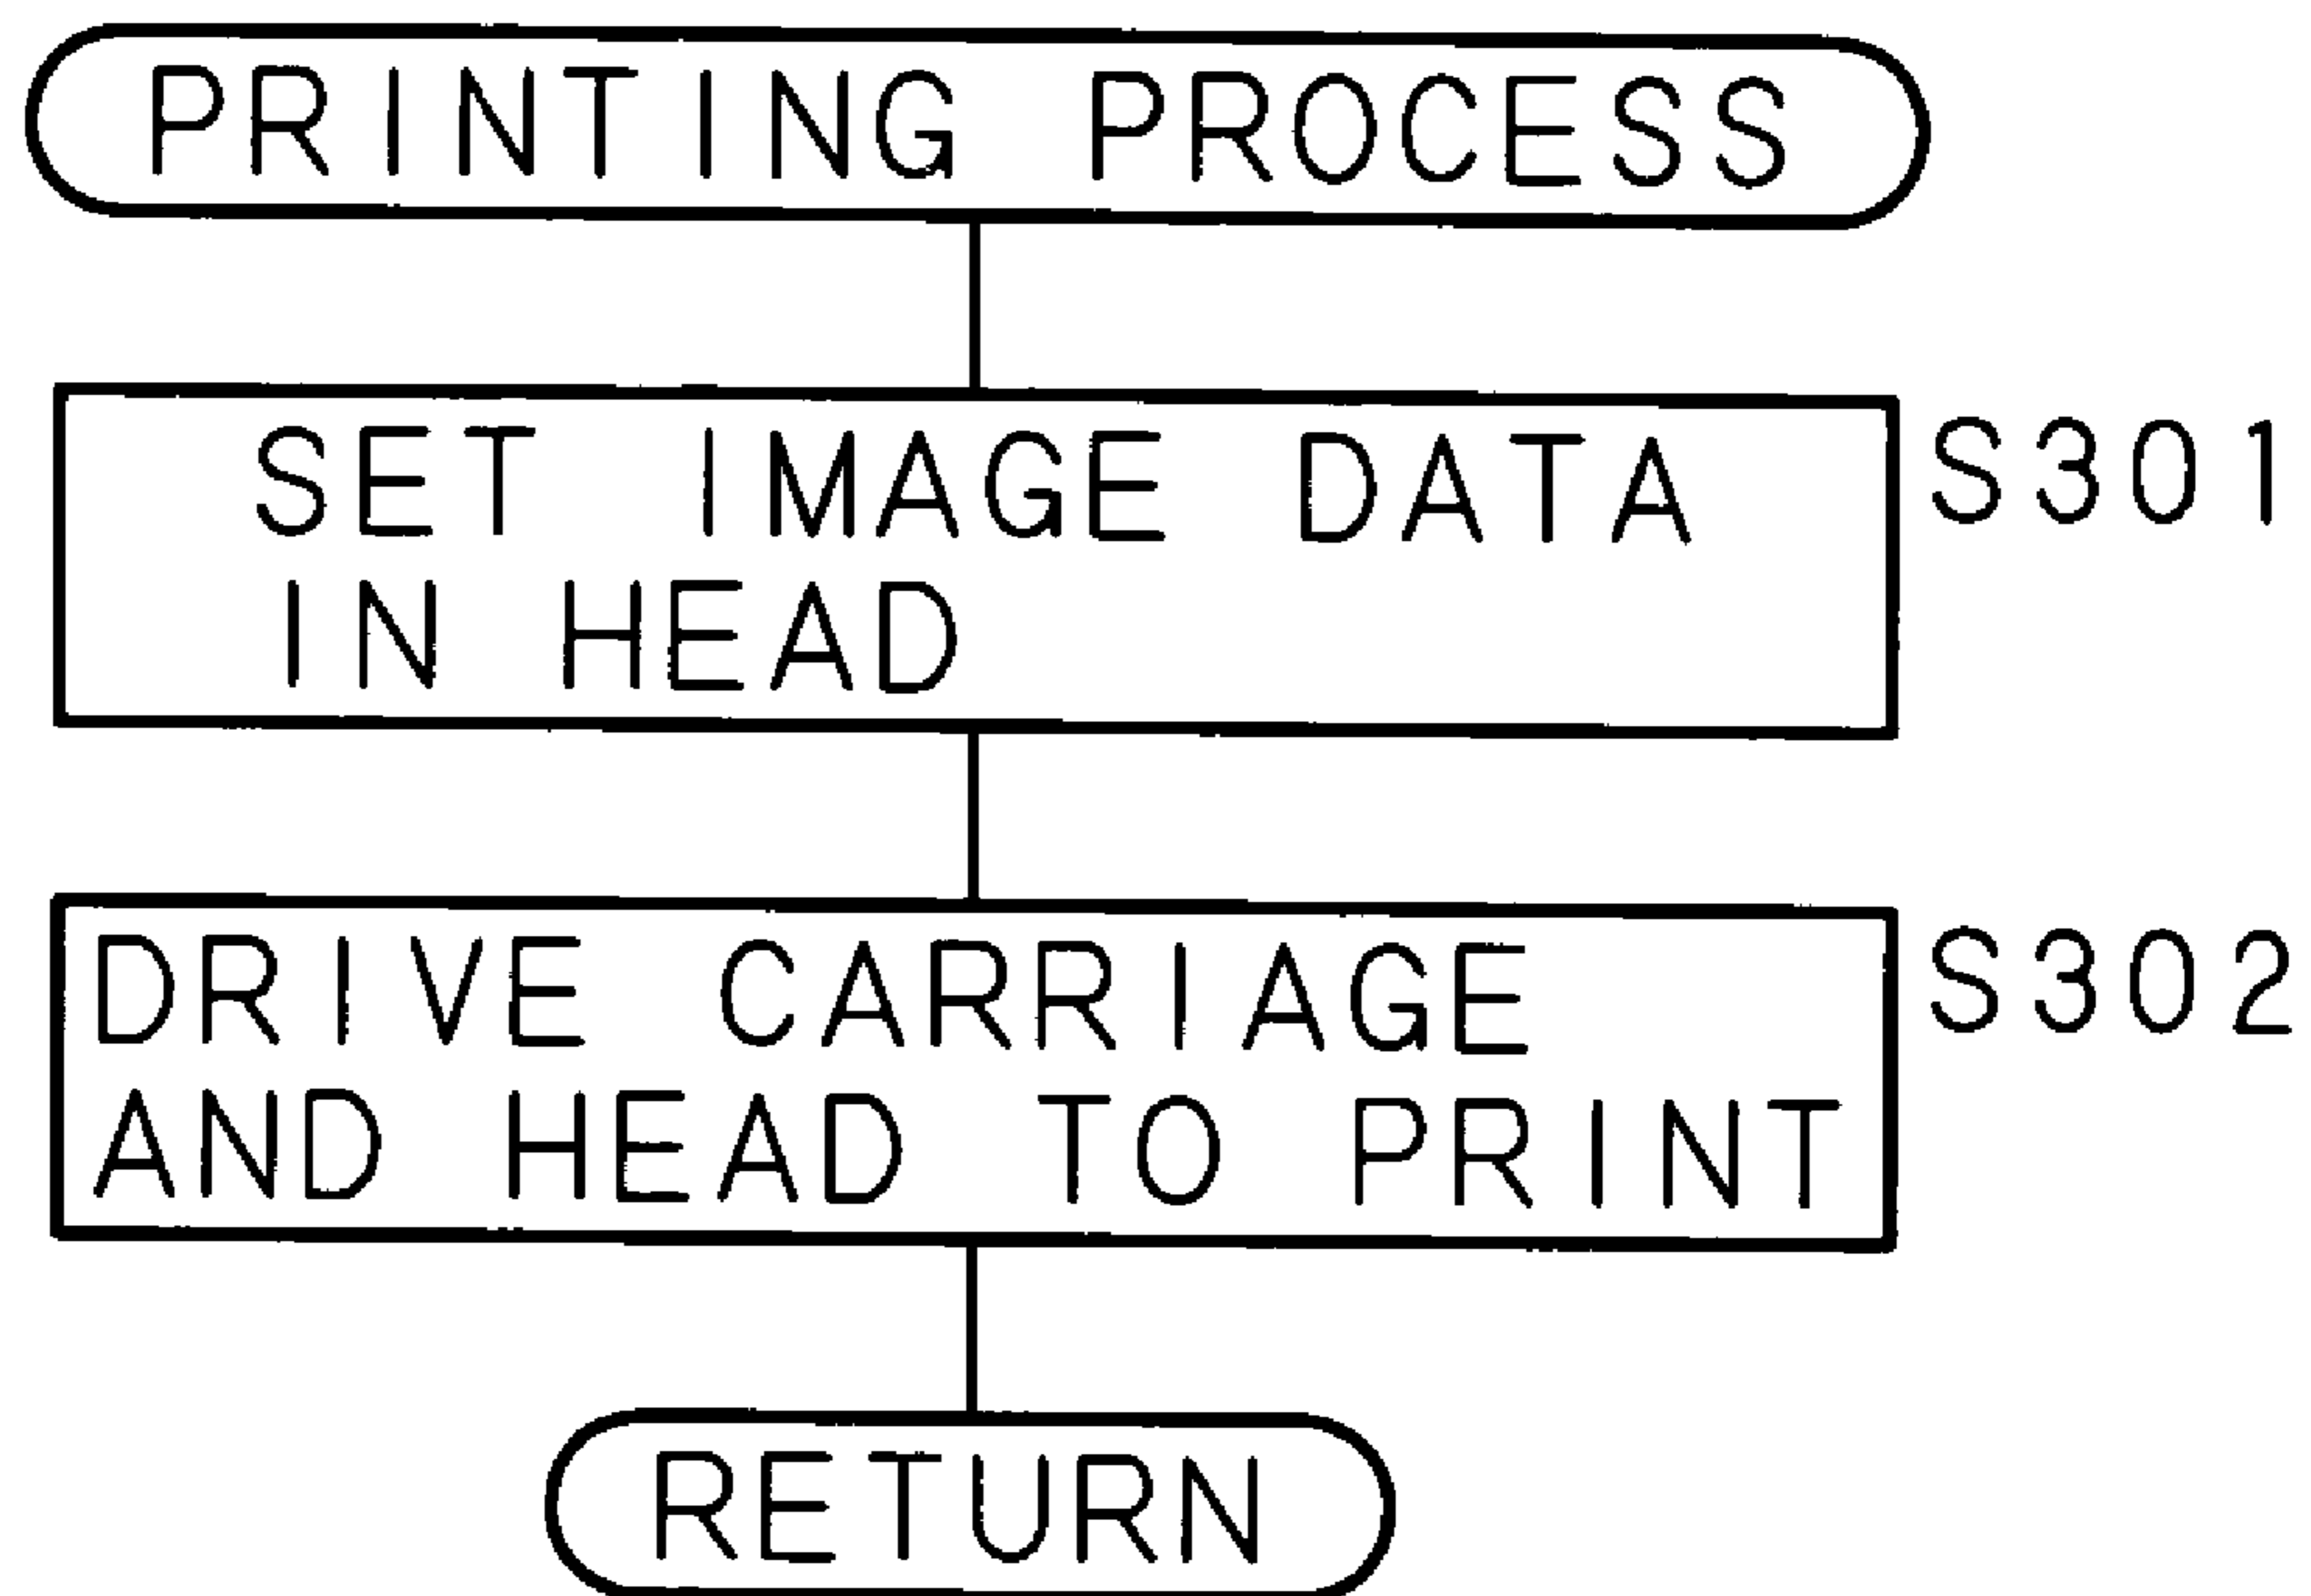 PRINTING PROCESS
SET IMAGE DATA
IN HEAD
S301
DRIVE CARRIAGE
AND HEAD TO PRINT
S302
RETURN